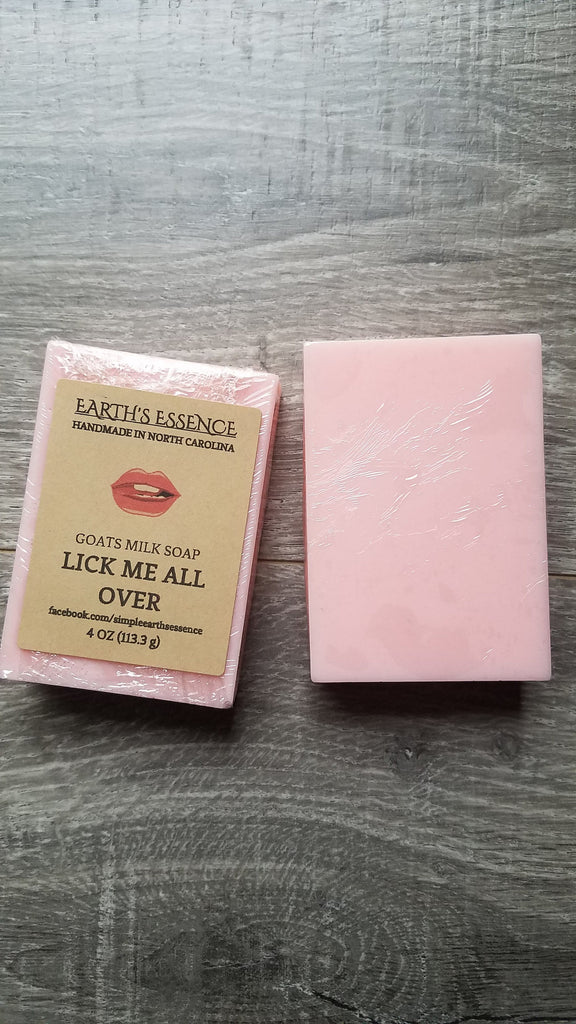 EARTH'S ESSENCE
HANDMADE IN NORTH CAROLINA
GOATS MILK SOAP
LICK ME ALL
OVER
facebook.com/simpleearthsessence
4 OZ (113.3 g)